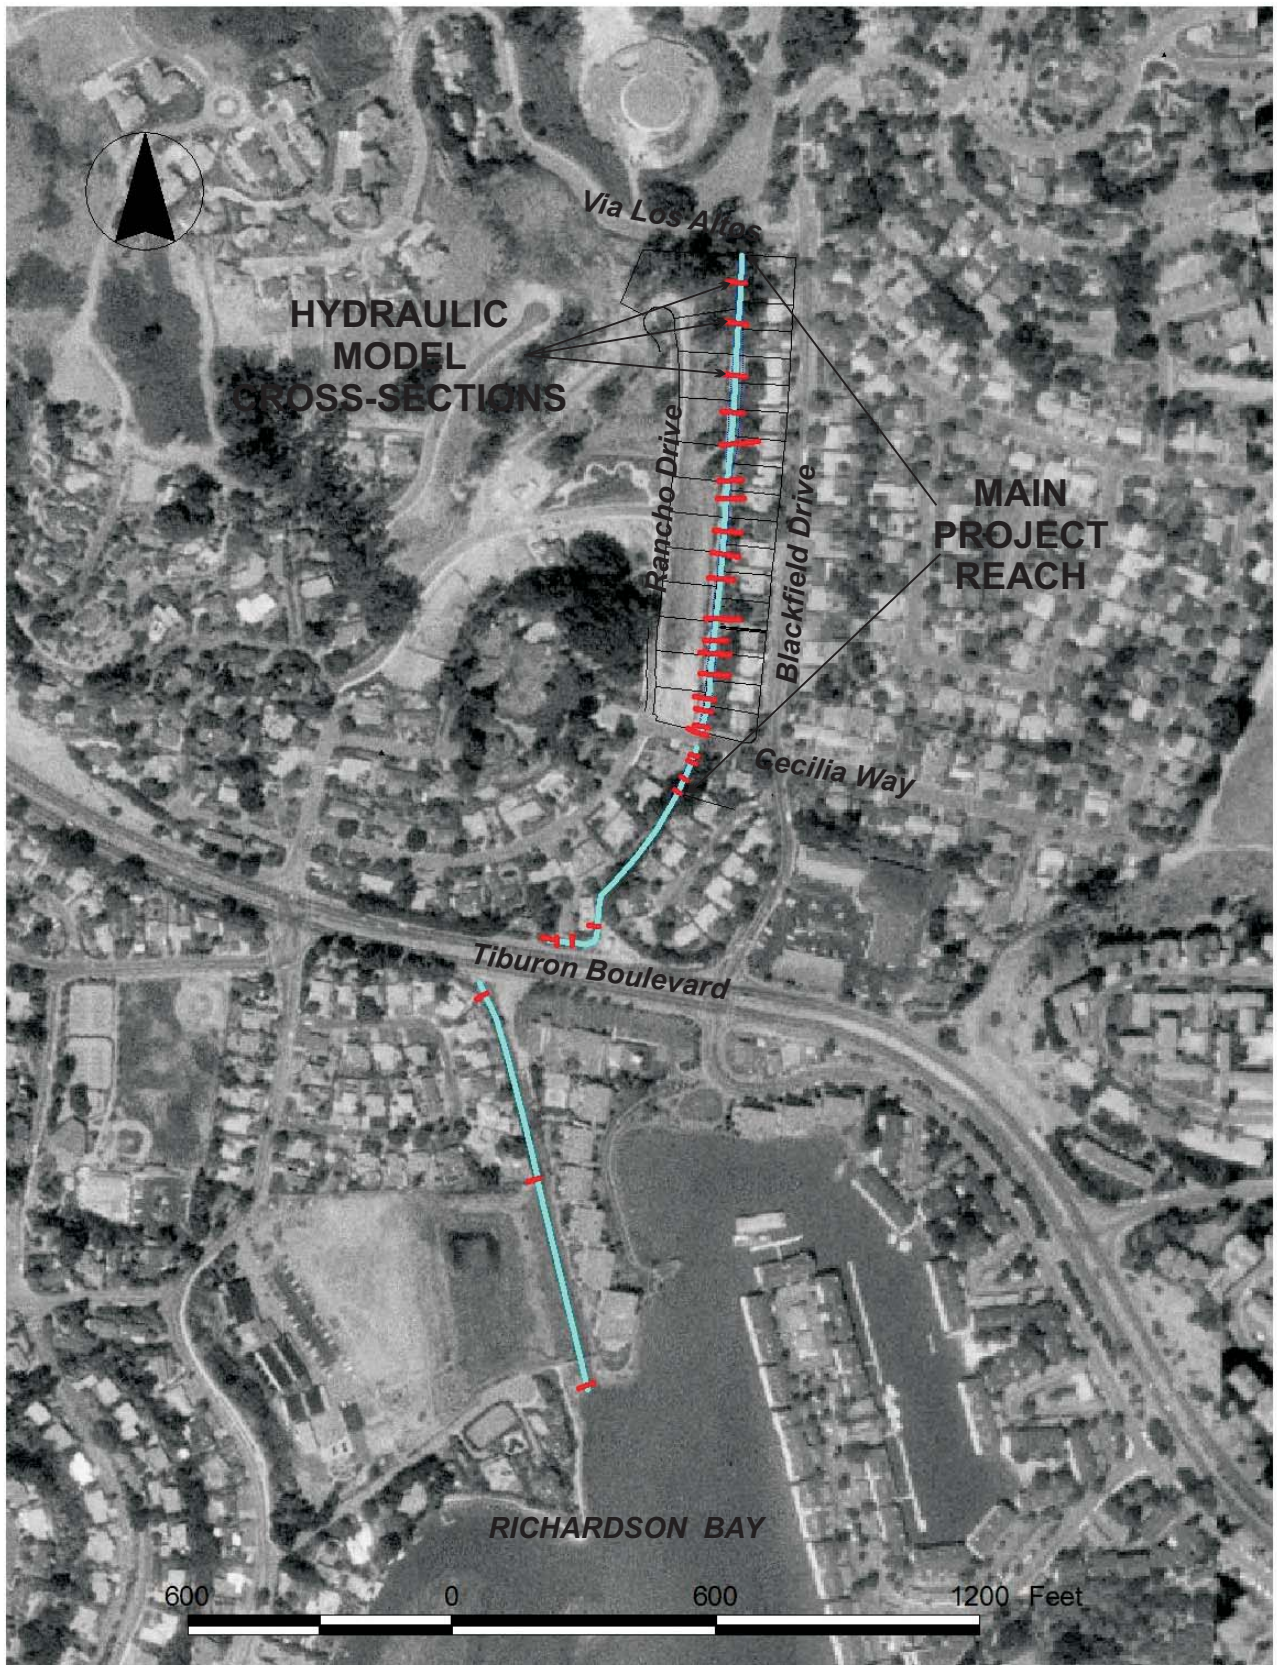 Via Los Altos
HYDRAULIC
MODEL
CROSS-SECTIONS
Rancho Drive
Blackfield Drive
MAIN
PROJECT
REACH
Cecilia Way
Tiburon Boulevard
RICHARDSON BAY
600 0 600 1200 Feet